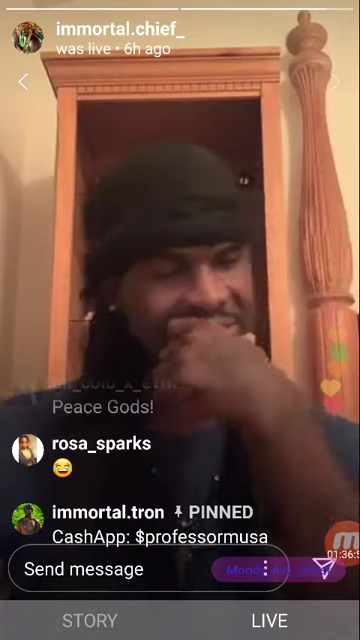 immortal.chief_
was live • 6h ago
Peace Gods!
rosa_sparks
😂
immortal.tron PINNED
CashApp: $professormusa
Send message
01:36:5
STORY LIVE